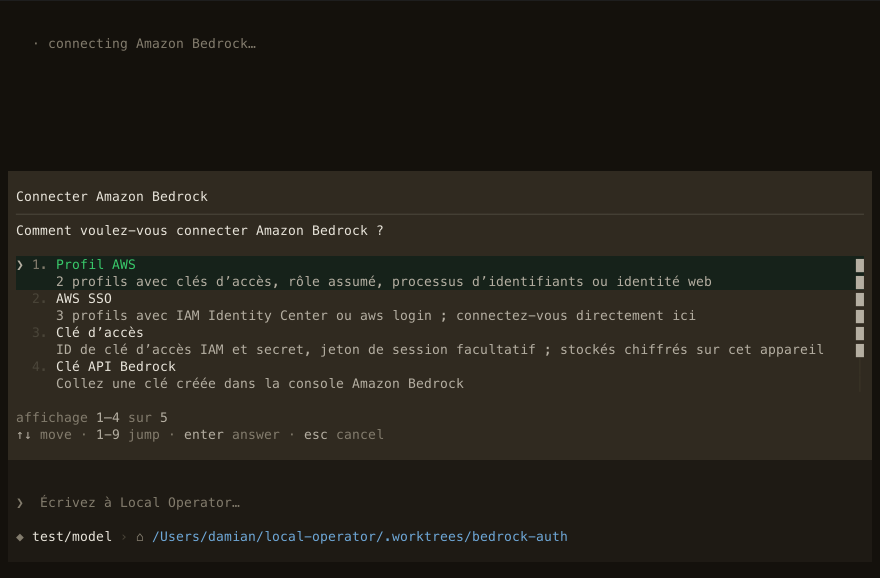 · connecting Amazon Bedrock…
Connecter Amazon Bedrock
Comment voulez-vous connecter Amazon Bedrock ?
❯ 1. Profil AWS
2 profils avec clés d’accès, rôle assumé, processus d’identifiants ou identité web
2. AWS SSO
3 profils avec IAM Identity Center ou aws login ; connectez-vous directement ici
3. Clé d’accès
ID de clé d’accès IAM et secret, jeton de session facultatif ; stockés chiffrés sur cet appareil
4. Clé API Bedrock
Collez une clé créée dans la console Amazon Bedrock
affichage 1–4 sur 5
↑↓ move · 1–9 jump · enter answer · esc cancel
❯ Écrivez à Local Operator…
◆ test/model › ⌂ /Users/damian/local-operator/.worktrees/bedrock-auth